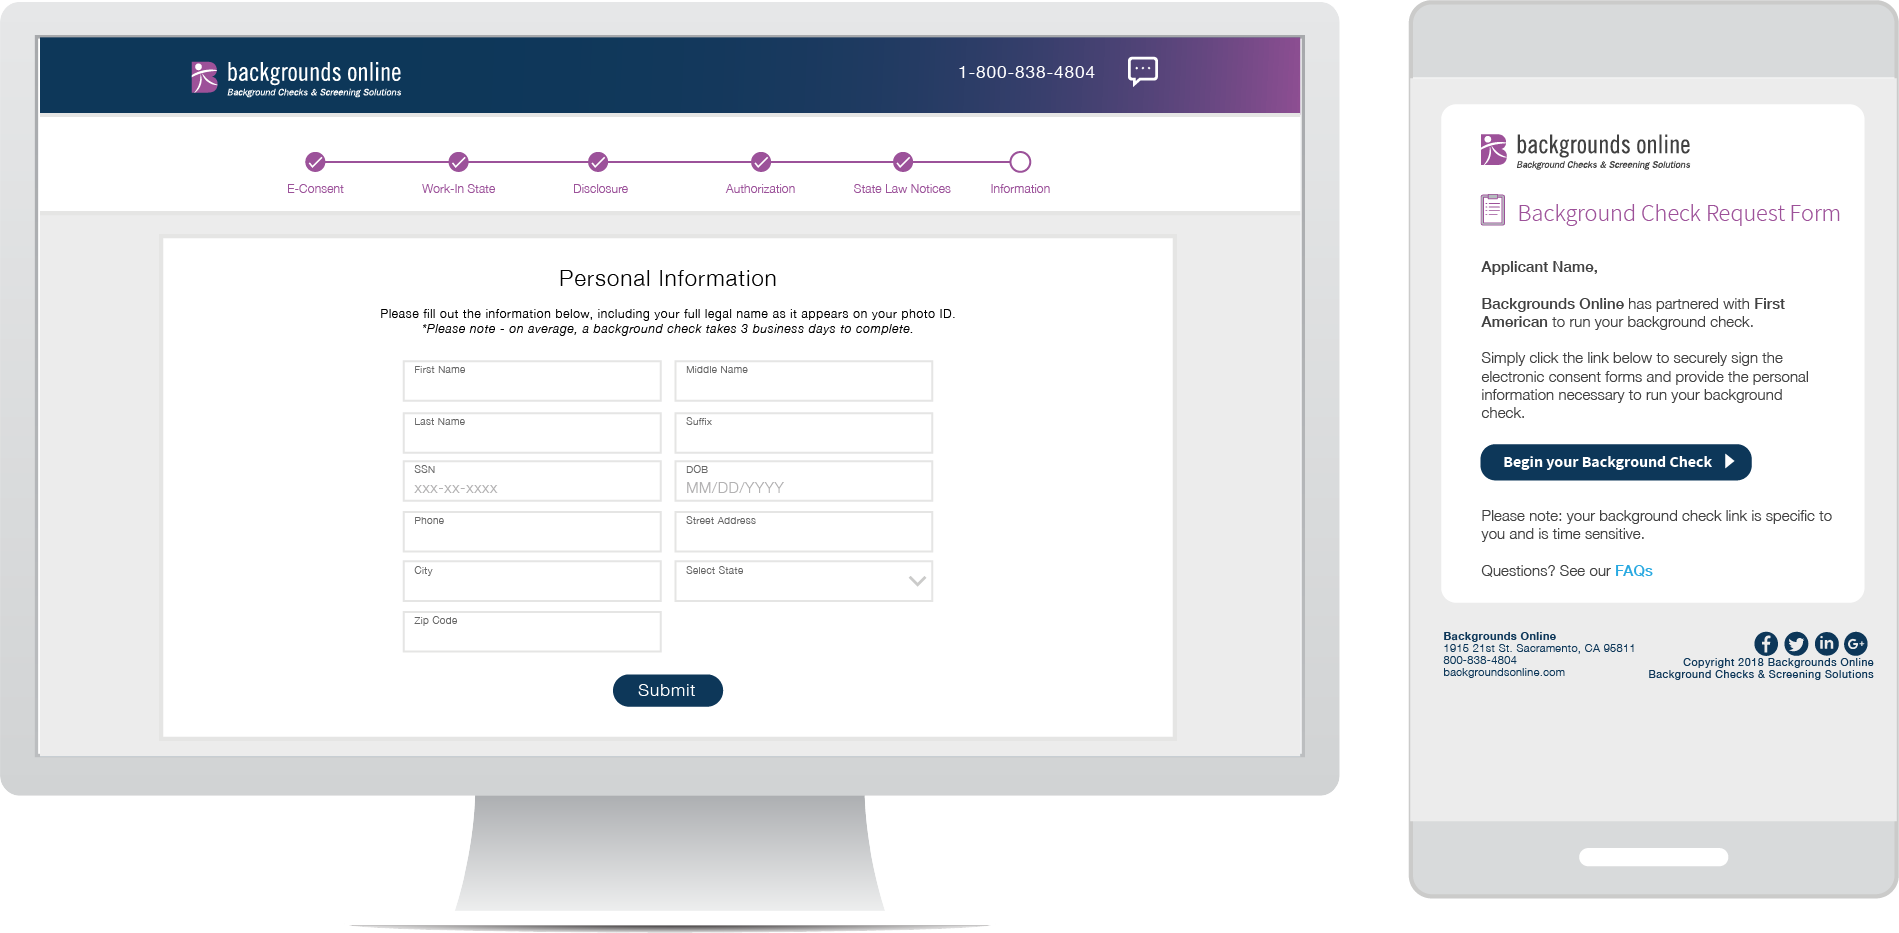 backgrounds online
Background Checks & Screening Solutions
1-800-838-4804
E-Consent
Work-In State
Disclosure
Authorization
State Law Notices
Information
Personal Information
Please fill out the information below, including your full legal name as it appears on your photo ID.
*Please note - on average, a background check takes 3 business days to complete.
First Name
Middle Name
Last Name
Suffix
SSN
xxx-xx-xxxx
DOB
MM/DD/YYYY
Phone
Street Address
City
Select State
Zip Code
Submit
backgrounds online
Background Checks & Screening Solutions
Background Check Request Form
Applicant Name,
Backgrounds Online has partnered with First
American to run your background check.
Simply click the link below to securely sign the
electronic consent forms and provide the personal
information necessary to run your background
check.
Begin your Background Check
Please note: your background check link is specific to
you and is time sensitive.
Questions? See our FAQs
Backgrounds Online
1915 21st St. Sacramento, CA 95811
800-838-4804
backgroundsonline.com
f
in
G+
Copyright 2018 Backgrounds Online
Background Checks & Screening Solutions